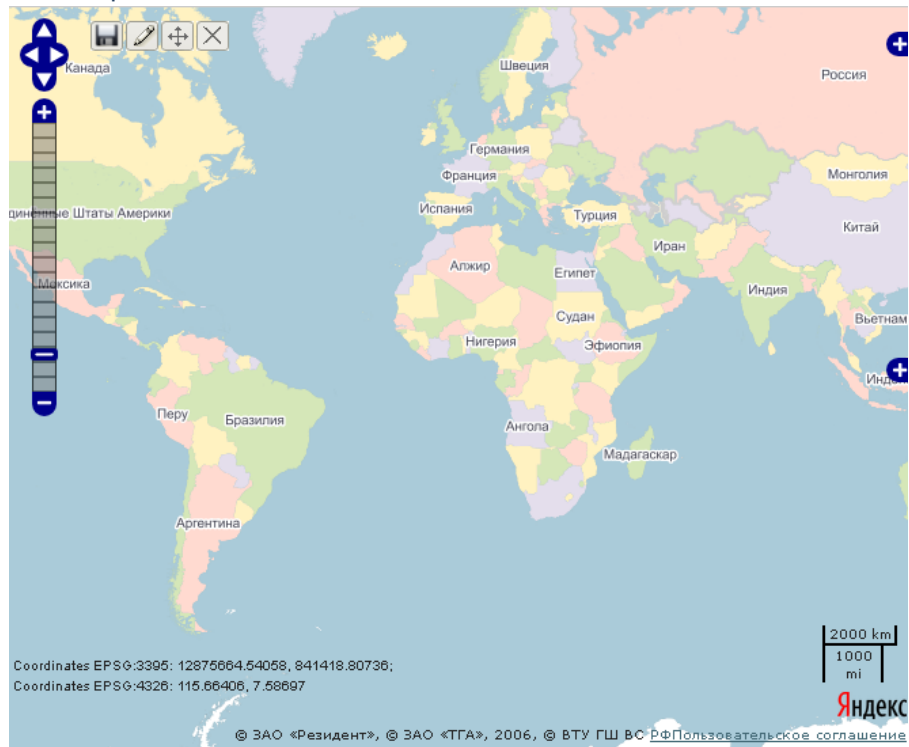 Канада
Швеция
Россия
Германия
Франция
Монголия
Испания
Турция
диненные Штаты Америки
Китай
Иран
Алжир
Египет
Мексика
Индия
Судан
Вьетнам
Нигерия
Эфиопия
Инд
Перу
Бразилия
Ангола
Мадагаскар
Аргентина
2000 km
1000
mi
Coordinates EPSG:3395: 12875664.54058, 841418.80736;
Coordinates EPSG:4326: 115.66406, 7.58697
Яндекс
© ЗАО «Резидент», © ЗАО «ТГА», 2006, © ВТУ ГШ ВС РФПользовательское соглашение